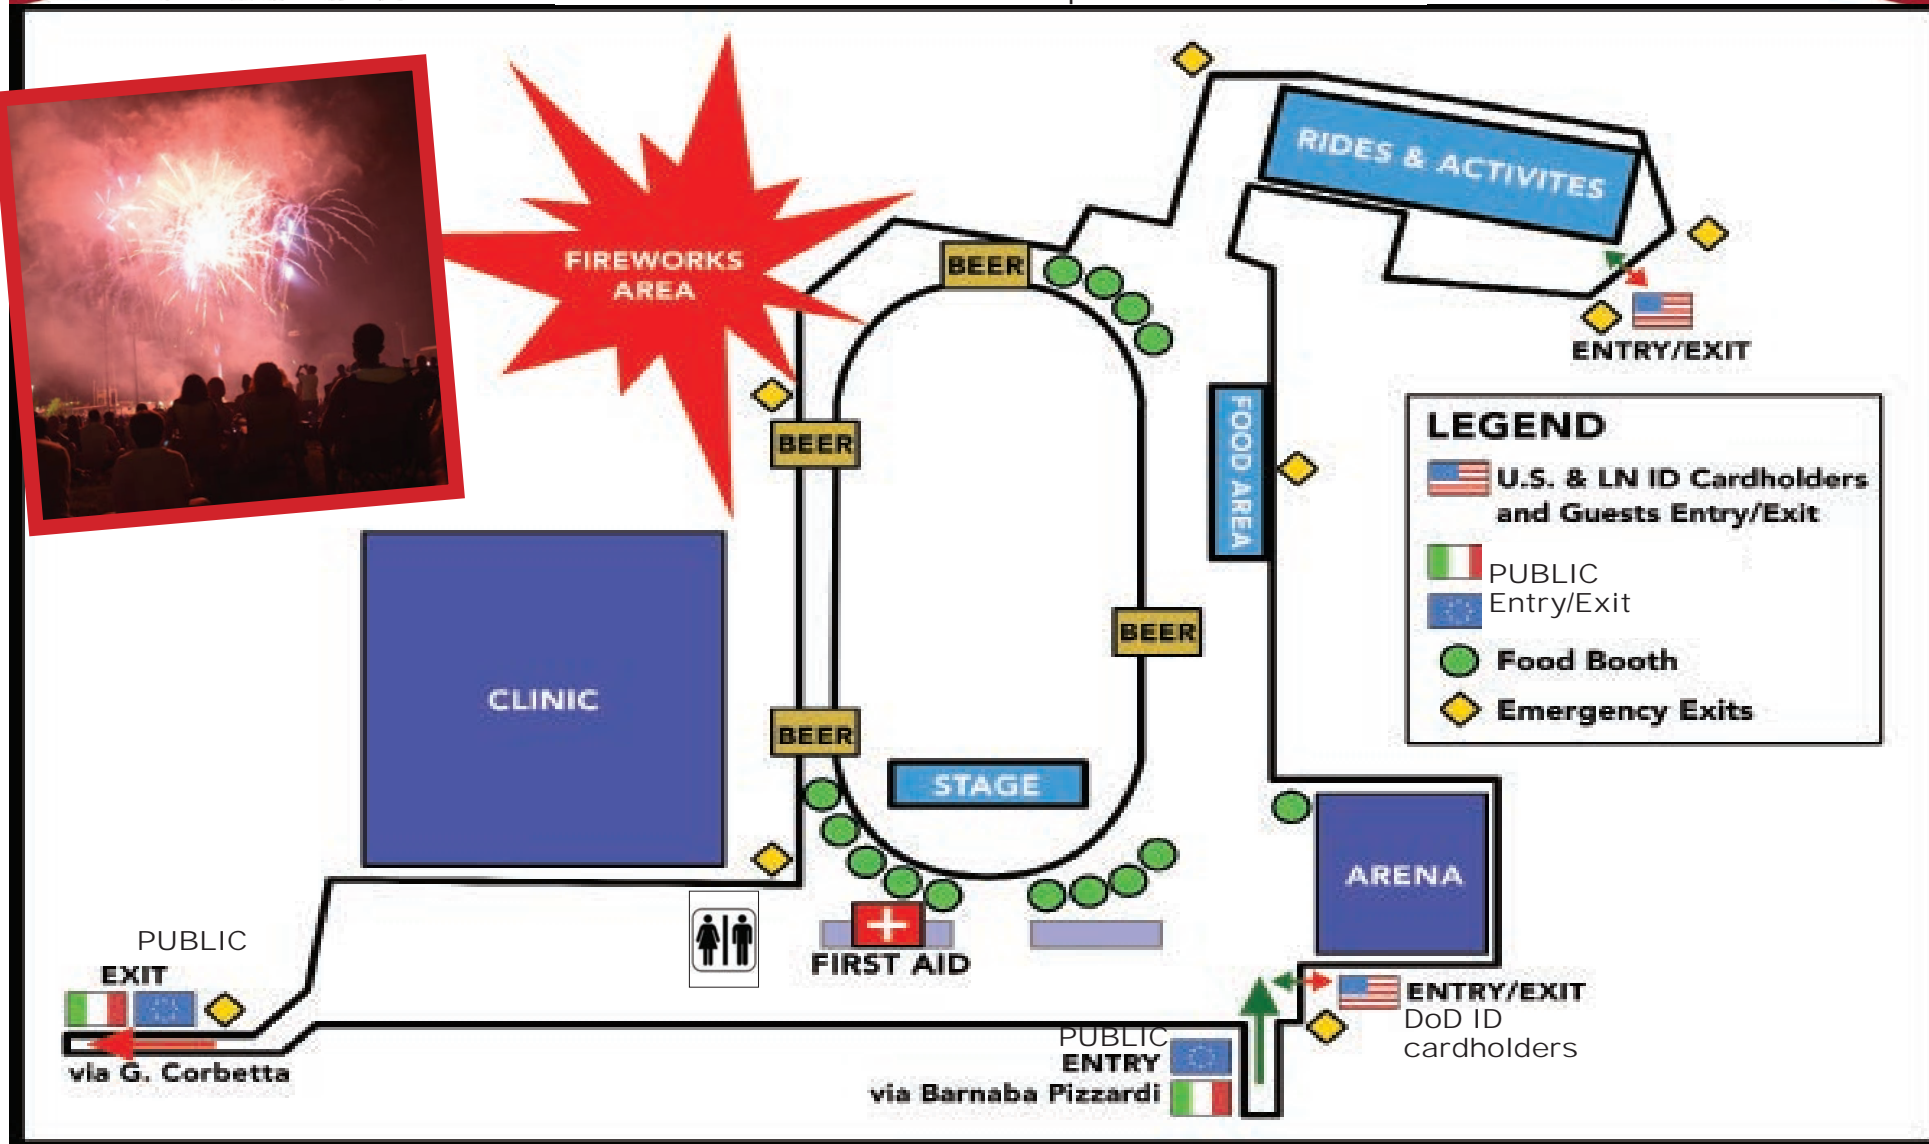 RIDES & ACTIVITES
FIREWORKS
AREA
BEER
ENTRY/EXIT
BEER
FOOD AREA
LEGEND
U.S. & LN ID Cardholders
and Guests Entry/Exit
PUBLIC
Entry/Exit
Food Booth
Emergency Exits
BEER
CLINIC
BEER
STAGE
ARENA
PUBLIC
EXIT
via G. Corbetta
FIRST AID
ENTRY/EXIT
DoD ID
cardholders
PUBLIC
ENTRY
via Barnaba Pizzardi